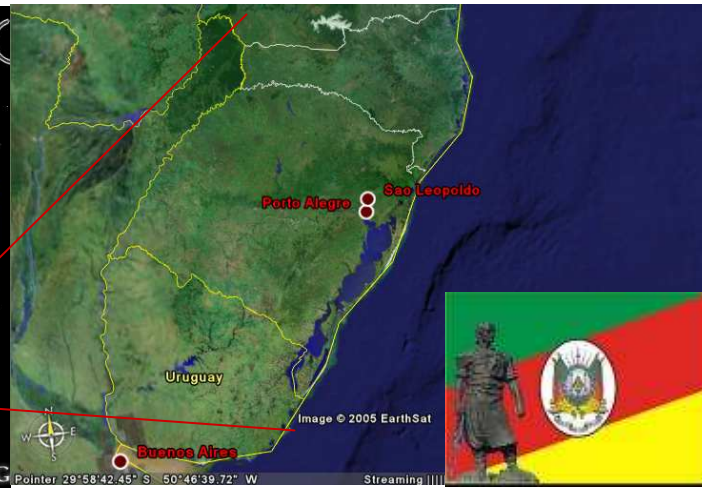 Sao Leopoldo
Porto Alegre
Uruguay
Image © 2005 EarthSat
N
W E
S
Buenos Aires
Pointer 29°58'42.45" S 50°46'39.72" W Streaming ||||